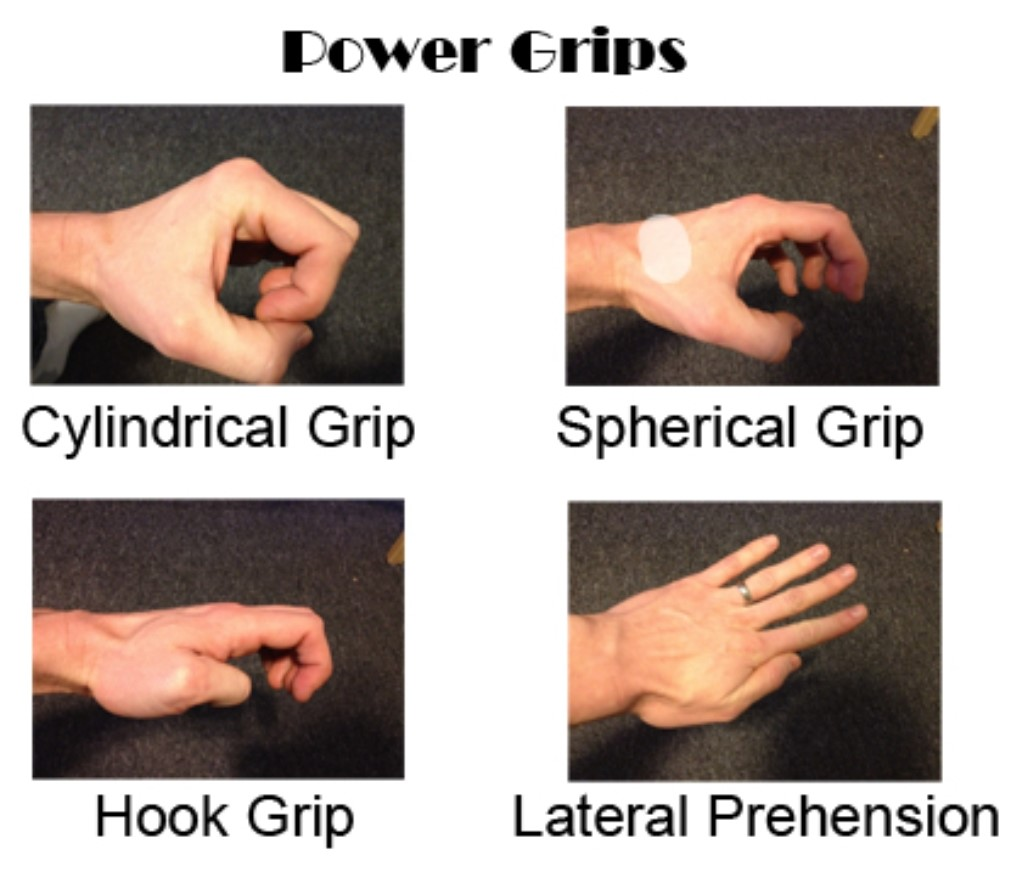 Power Grips
Cylindrical Grip
Spherical Grip
Hook Grip
Lateral Prehension